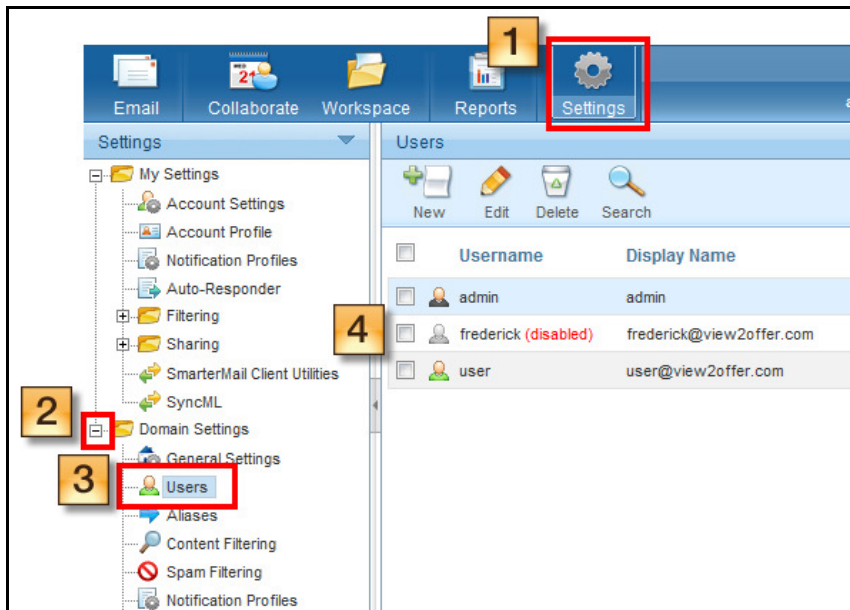 1
21
Email Collaborate Workspace Reports Settings
Settings
Users
My Settings
Account Settings
Account Profile
Notification Profiles
Auto-Responder
Filtering
Sharing
SmarterMail Client Utilities
SyncML
2
Domain Settings
General Settings
3
Users
Aliases
Content Filtering
Spam Filtering
Notification Profiles
New Edit Delete Search
Username Display Name
admin admin
4
frederick (disabled) frederick@view2offer.com
user user@view2offer.com